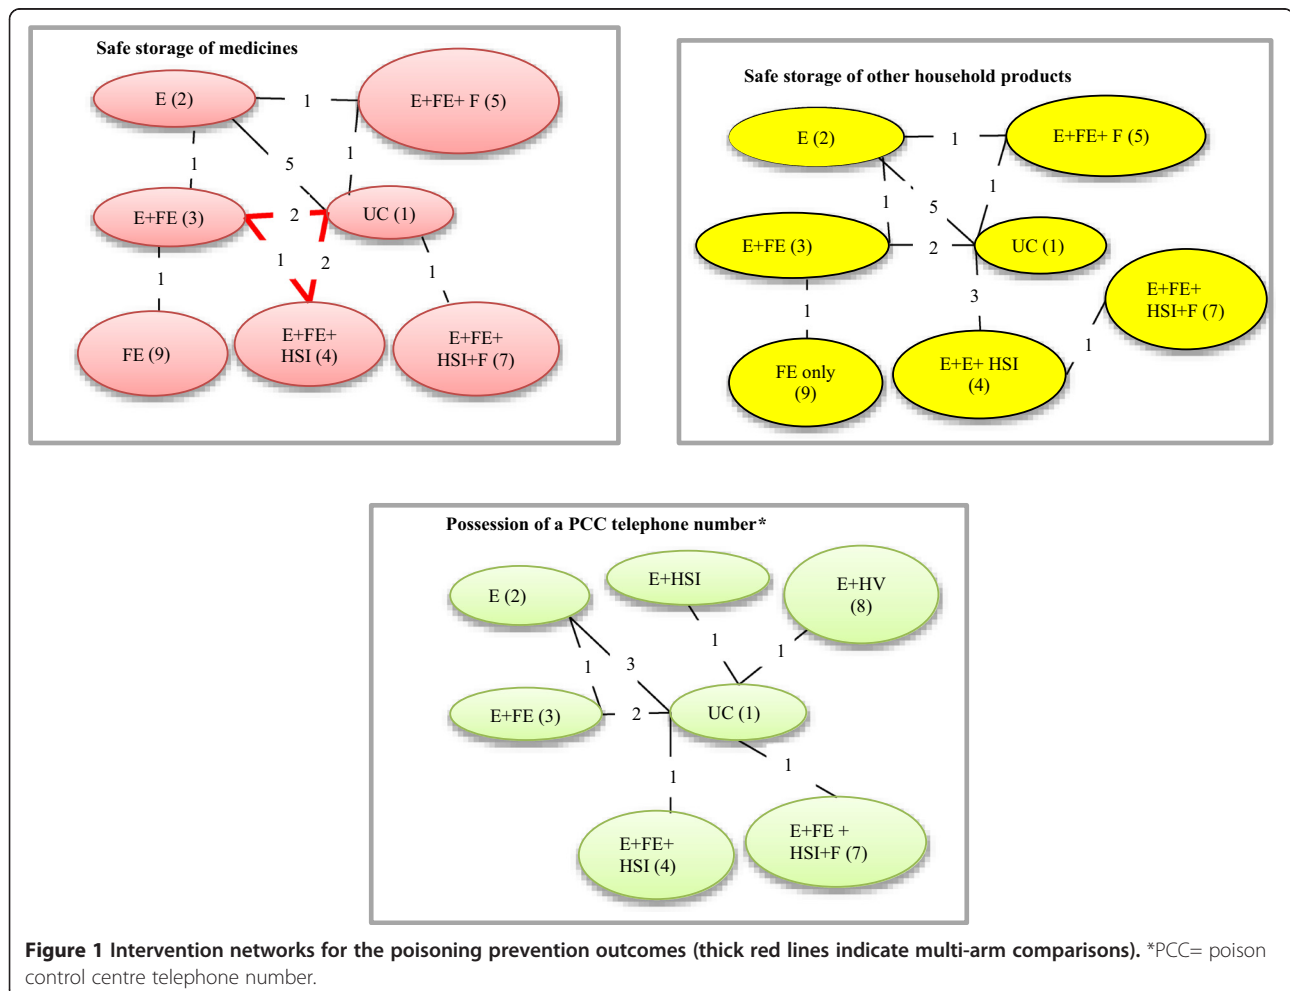 Safe storage of medicines
E (2)
1
E+FE+ F (5)
1
5
1
E+FE (3)
2
UC (1)
1
2
1
1
FE (9)
E+FE+
HSI (4)
E+FE+
HSI+F (7)
Safe storage of other household products
E (2)
1
E+FE+ F (5)
1
5
1
E+FE (3)
2
UC (1)
3
E+FE+
HSI+F (7)
1
1
FE only
(9)
E+E+ HSI
(4)
Possession of a PCC telephone number*
E (2)
E+HSI
E+HV
(8)
1
3
1
1
E+FE (3)
2
UC (1)
1
1
E+FE+
HSI (4)
E+FE +
HSI+F (7)
Figure 1 Intervention networks for the poisoning prevention outcomes (thick red lines indicate multi-arm comparisons). *PCC= poison
control centre telephone number.